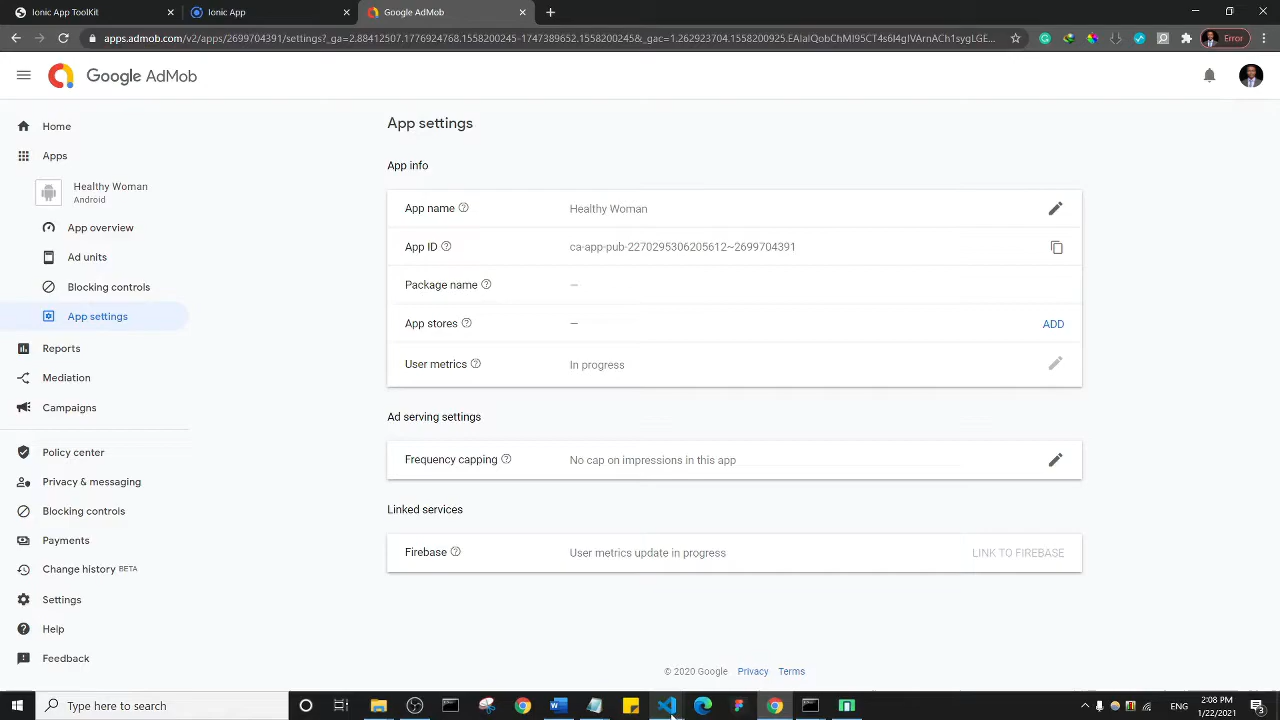 Ionic App ToolKit
Ionic App
Google AdMob
apps.admob.com/v2/apps/2699704391/settings?_ga=2.88412507.1776924768.1558200245-1747389652.1558200245&_gac=1.262923704.1558200925.EAIaIQobChMI95CT4s6I4gIVArnACh1sygLGE...
Error
Google AdMob
Home
Apps
Healthy Woman
Android
App overview
Ad units
Blocking controls
App settings
Reports
Mediation
Campaigns
Policy center
Privacy & messaging
Blocking controls
Payments
Change history BETA
Settings
Help
Feedback
App settings
App info
App name
Healthy Woman
App ID
ca-app-pub-2270295306205612~2699704391
Package name
—
App stores
—
ADD
User metrics
In progress
Ad serving settings
Frequency capping
No cap on impressions in this app
Linked services
Firebase
User metrics update in progress
LINK TO FIREBASE
© 2020 Google Privacy Terms
Type here to search
ENG
2:08 PM
1/22/2021
2